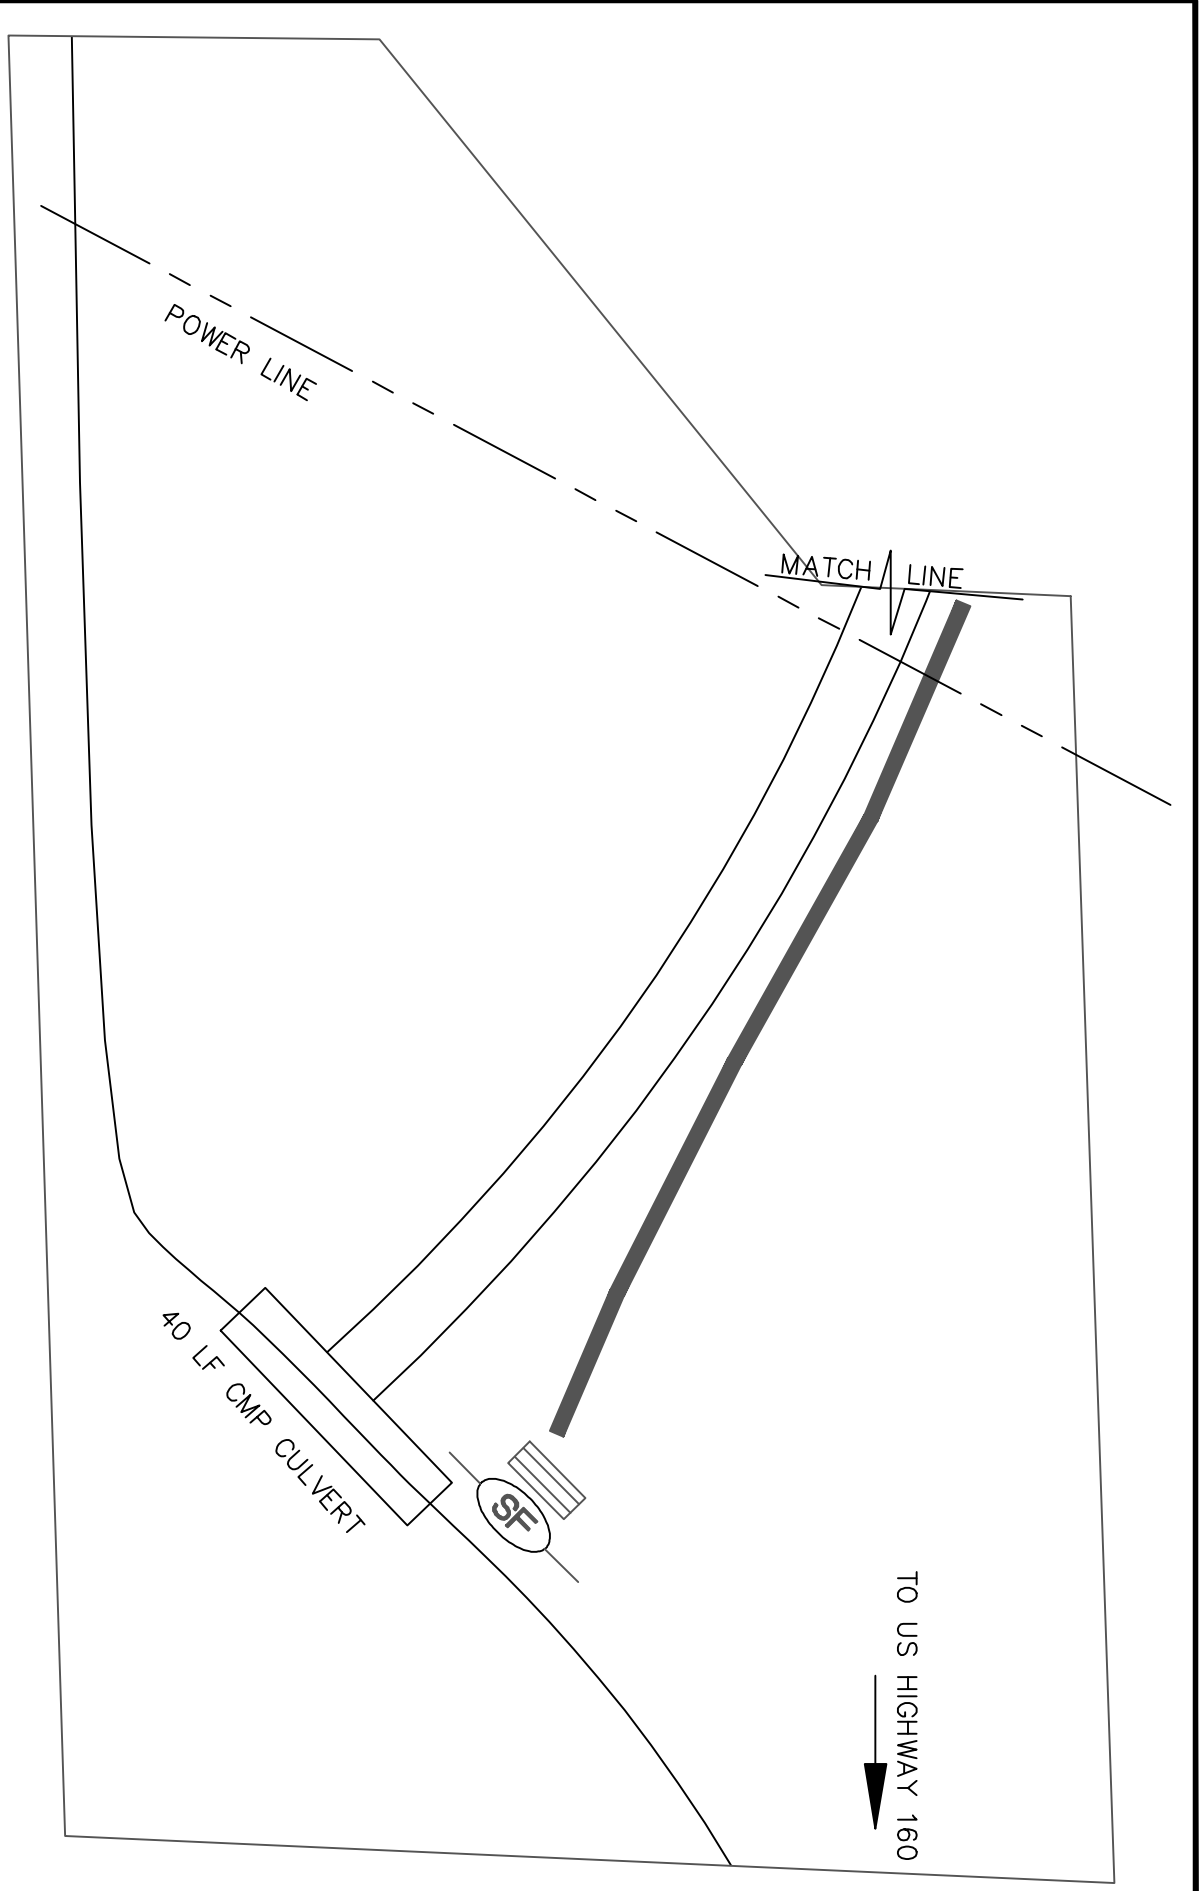 POWER LINE
MATCH LINE
40 LF CMP CULVERT
SF
TO US HIGHWAY 160